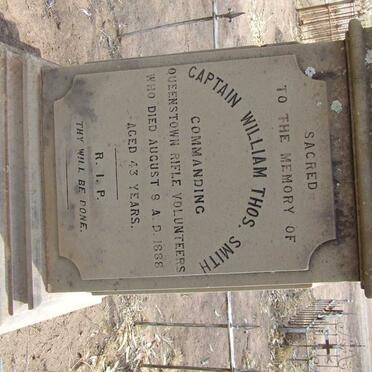 SACRED
TO THE MEMORY OF
CAPTAIN WILLIAM THOS. SMITH
COMMANDING
QUEENSTOWN RIFLE VOLUNTEERS
WHO DIED AUGUST 8 A.D. 1888
AGED 43 YEARS.
R. I. P.
THY WILL BE DONE.